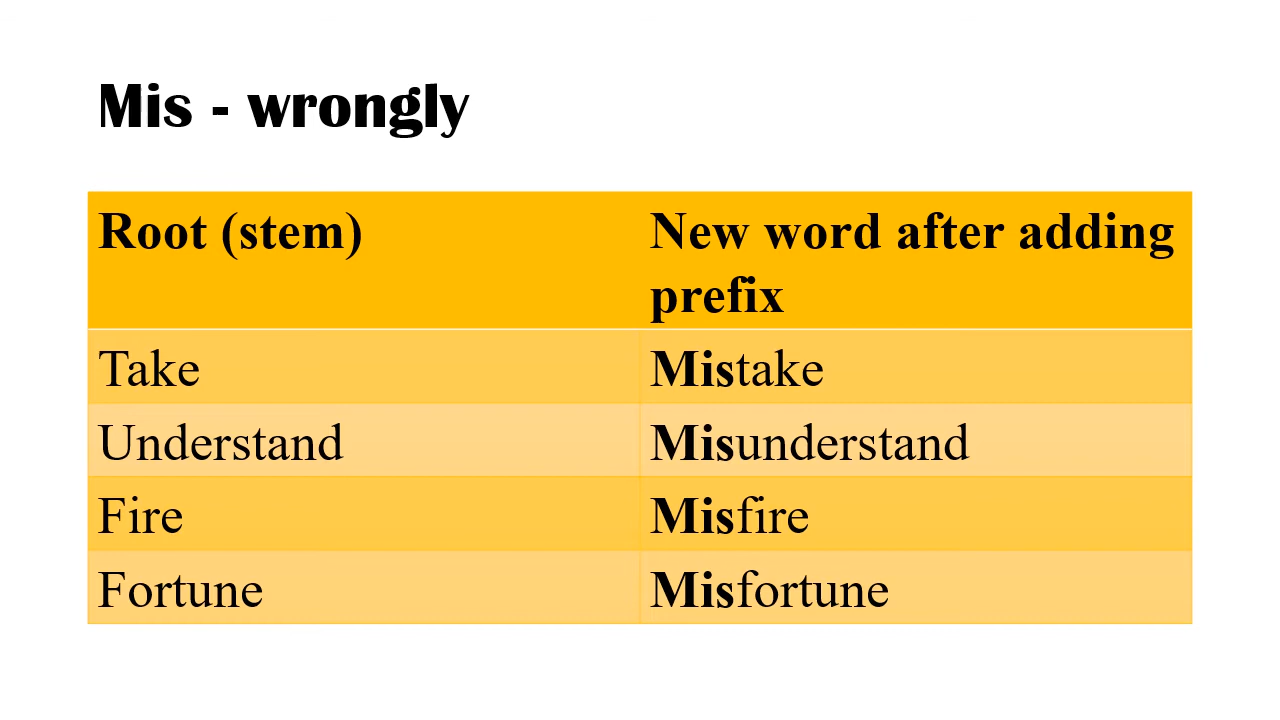 Mis - wrongly
Root (stem)
New word after adding
prefix
Take
Mistake
Understand
Misunderstand
Fire
Misfire
Fortune
Misfortune